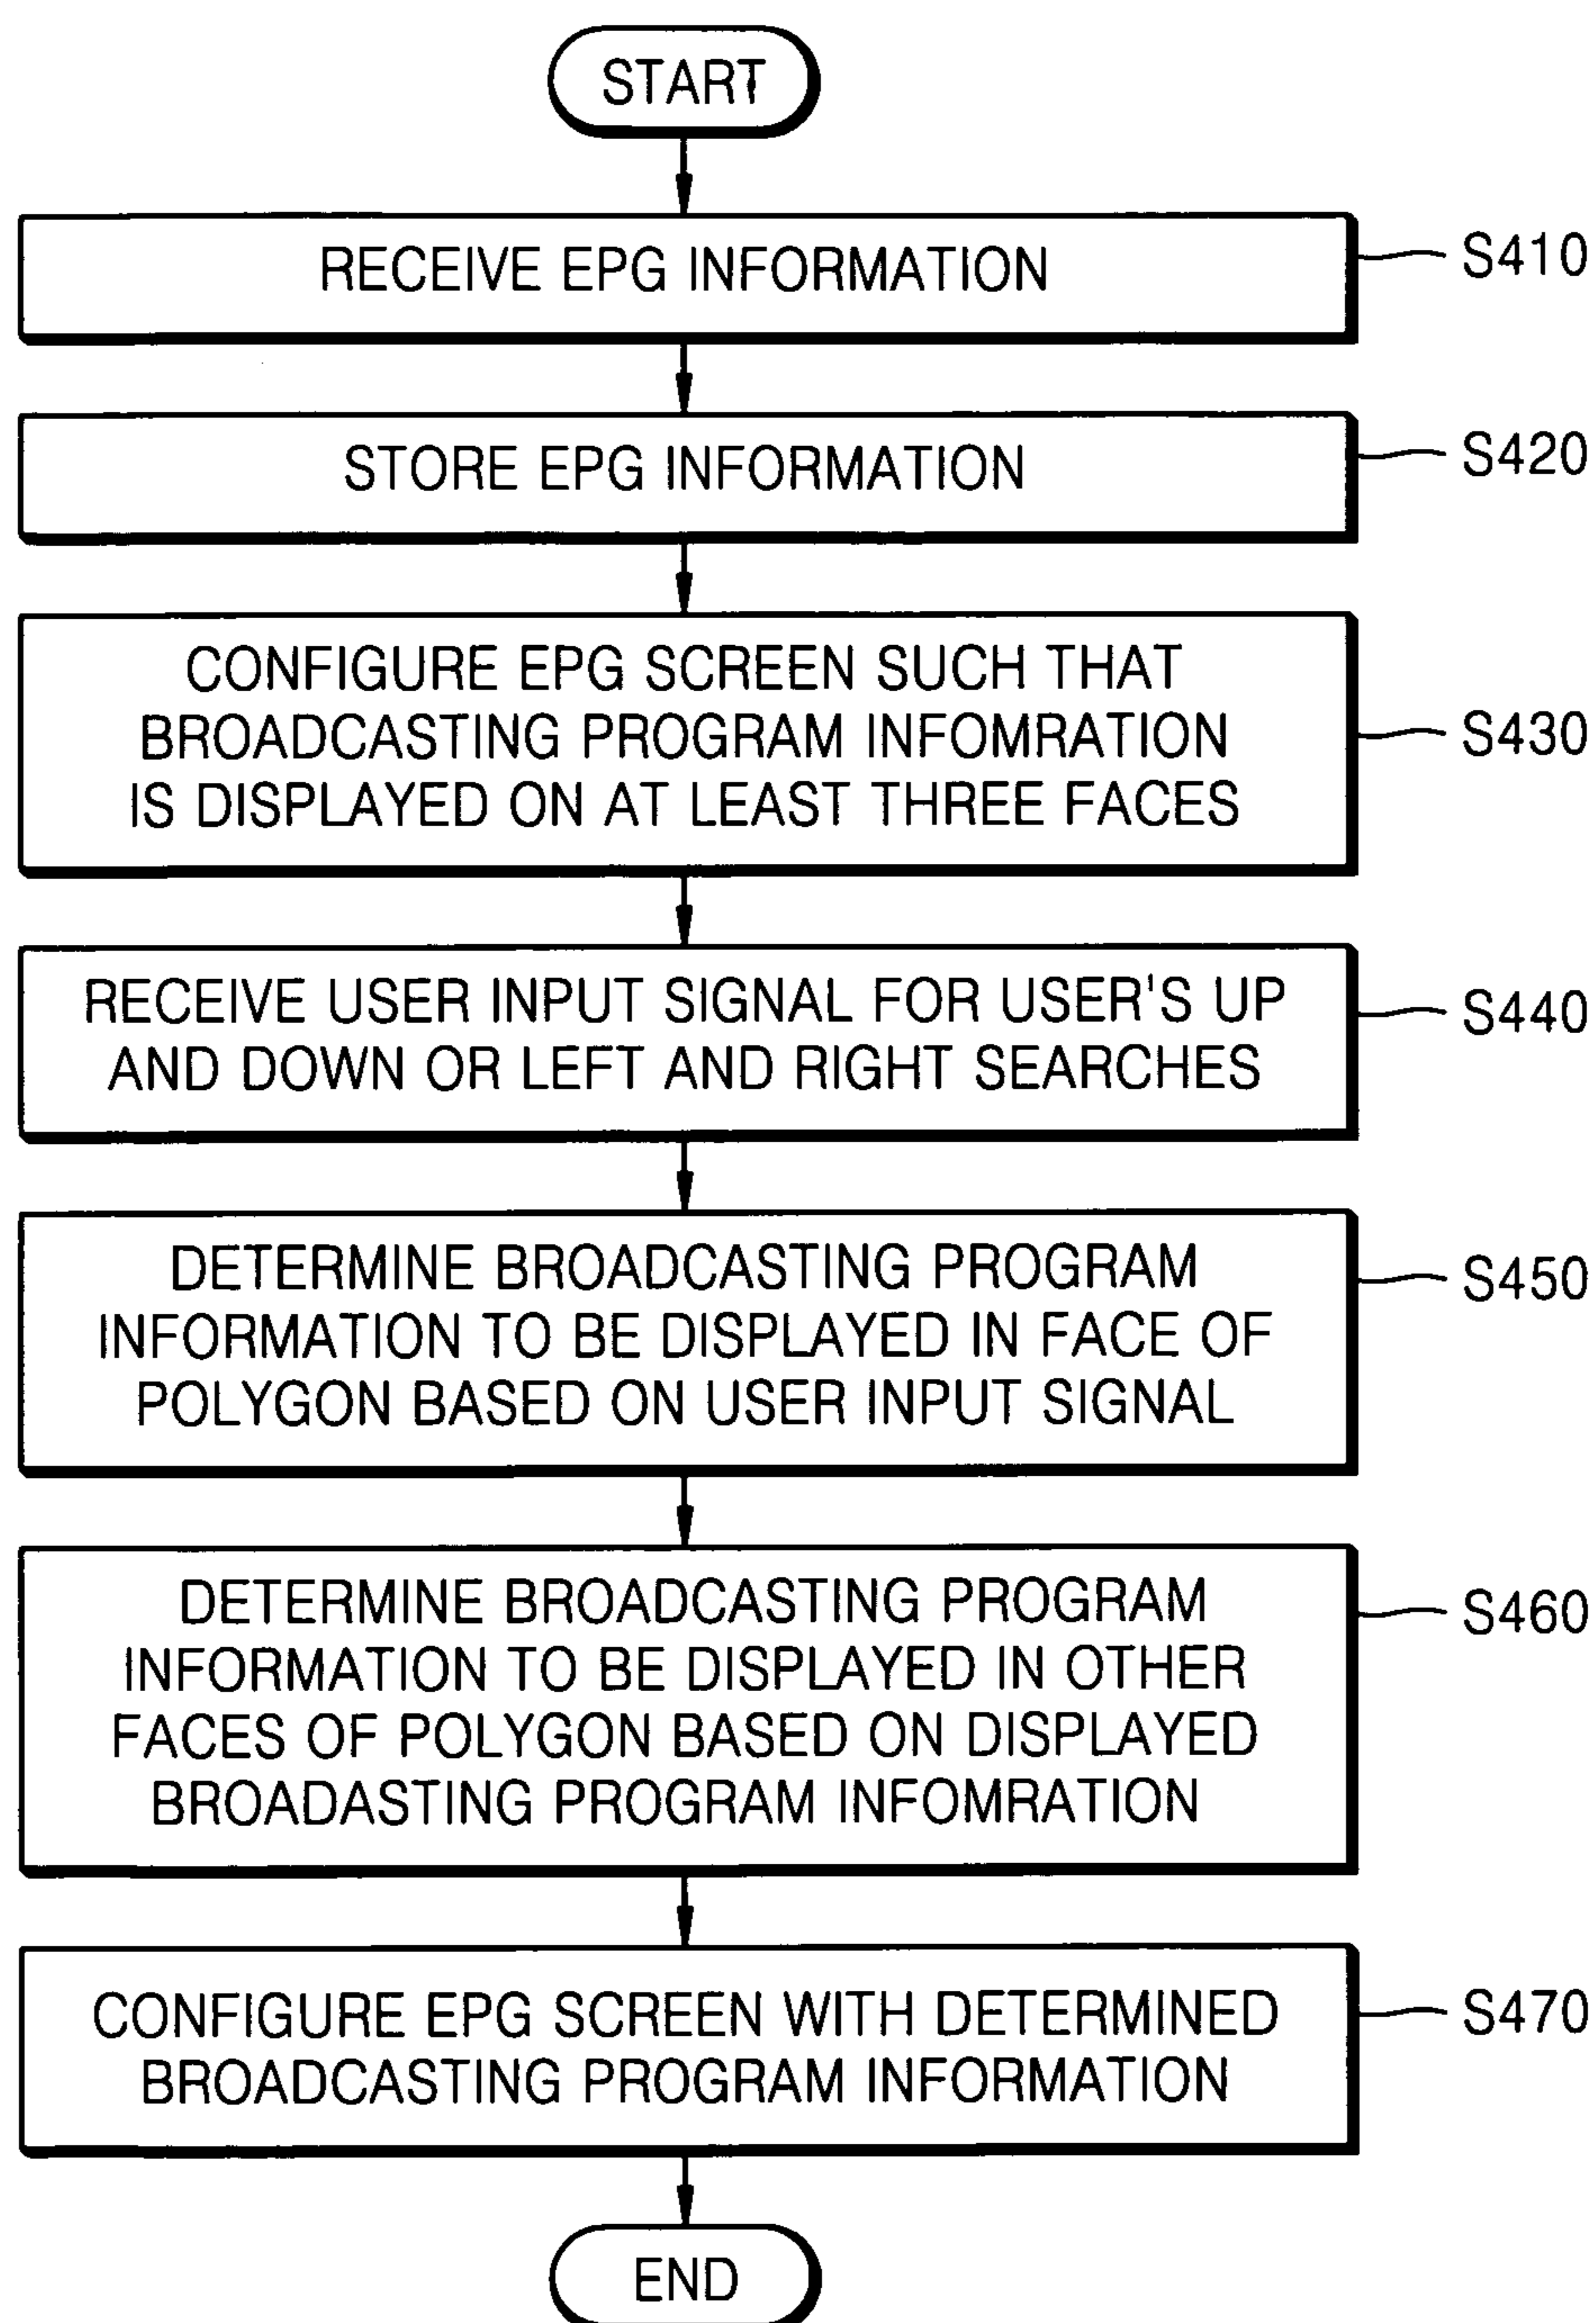 START
RECEIVE EPG INFORMATION
S410
STORE EPG INFORMATION
S420
CONFIGURE EPG SCREEN SUCH THAT
BROADCASTING PROGRAM INFOMRATION
IS DISPLAYED ON AT LEAST THREE FACES
S430
RECEIVE USER INPUT SIGNAL FOR USER'S UP
AND DOWN OR LEFT AND RIGHT SEARCHES
S440
DETERMINE BROADCASTING PROGRAM
INFORMATION TO BE DISPLAYED IN FACE OF
POLYGON BASED ON USER INPUT SIGNAL
S450
DETERMINE BROADCASTING PROGRAM
INFORMATION TO BE DISPLAYED IN OTHER
FACES OF POLYGON BASED ON DISPLAYED
BROADASTING PROGRAM INFOMRATION
S460
CONFIGURE EPG SCREEN WITH DETERMINED
BROADCASTING PROGRAM INFORMATION
S470
END